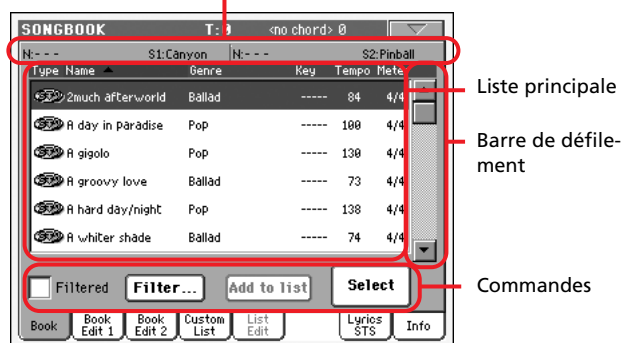 SONGBOOK T:0 <no chord> 0
N:--- S1:Canyon N:--- S2:Pinball
Type Name Genre Key Tempo Meter
2much afterworld Ballad ----- 84 4/4
A day in paradise Pop ----- 100 4/4
A gigolo Pop ----- 130 4/4
A groovy love Ballad ----- 73 4/4
A hard day/night Pop ----- 138 4/4
A whiter shade Ballad ----- 74 4/4
Filtered Filter... Add to list Select
Book Book Edit 1 Book Edit 2 Custom List List Edit Lyrics STS Info
Liste principale
Barre de défile-
ment
Commandes